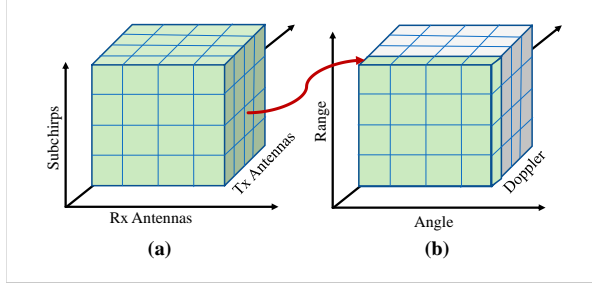 Subchirps
Tx Antennas
Rx Antennas
(a)
Range
Doppler
Angle
(b)